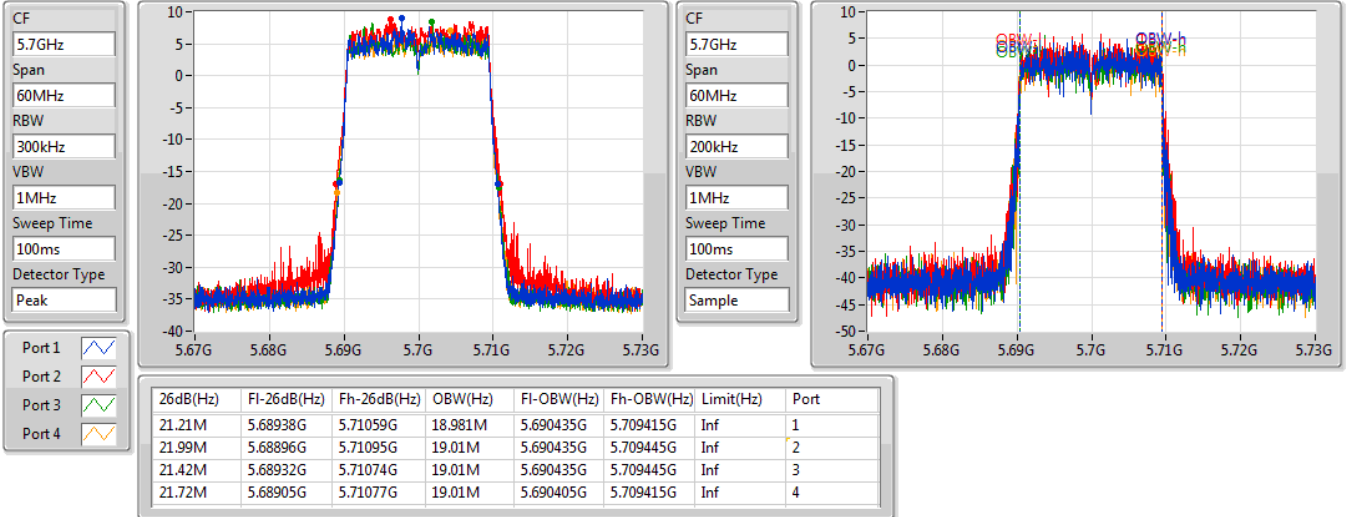 CF
5.7GHz
Span
60MHz
RBW
300kHz
VBW
1MHz
Sweep Time
100ms
Detector Type
Peak
10
5
0
-5
-10
-15
-20
-25
-30
-35
-40
5.67G 5.68G 5.69G 5.7G 5.71G 5.72G 5.73G
CF
5.7GHz
Span
60MHz
RBW
200kHz
VBW
1MHz
Sweep Time
100ms
Detector Type
Sample
10
5
0
-5
-10
-15
-20
-25
-30
-35
-40
-45
-50
OBW-h
5.67G 5.68G 5.69G 5.7G 5.71G 5.72G 5.73G
Port 1
Port 2
Port 3
Port 4
26dB(Hz) Fl-26dB(Hz) Fh-26dB(Hz) OBW(Hz) Fl-OBW(Hz) Fh-OBW(Hz) Limit(Hz) Port
21.21M 5.68938G 5.71059G 18.981M 5.690435G 5.709415G Inf 1
21.99M 5.68896G 5.71095G 19.01M 5.690435G 5.709445G Inf 2
21.42M 5.68932G 5.71074G 19.01M 5.690435G 5.709445G Inf 3
21.72M 5.68905G 5.71077G 19.01M 5.690405G 5.709415G Inf 4